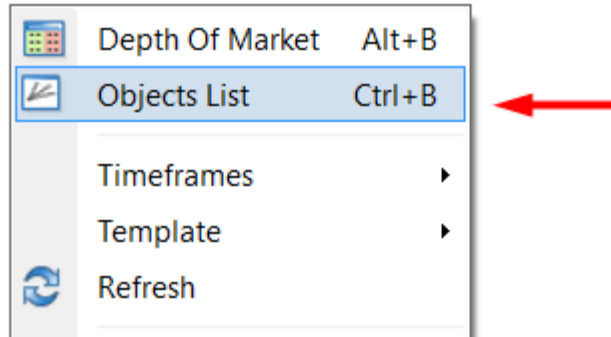 Depth Of Market Alt+B
Objects List Ctrl+B
Timeframes
Template
Refresh